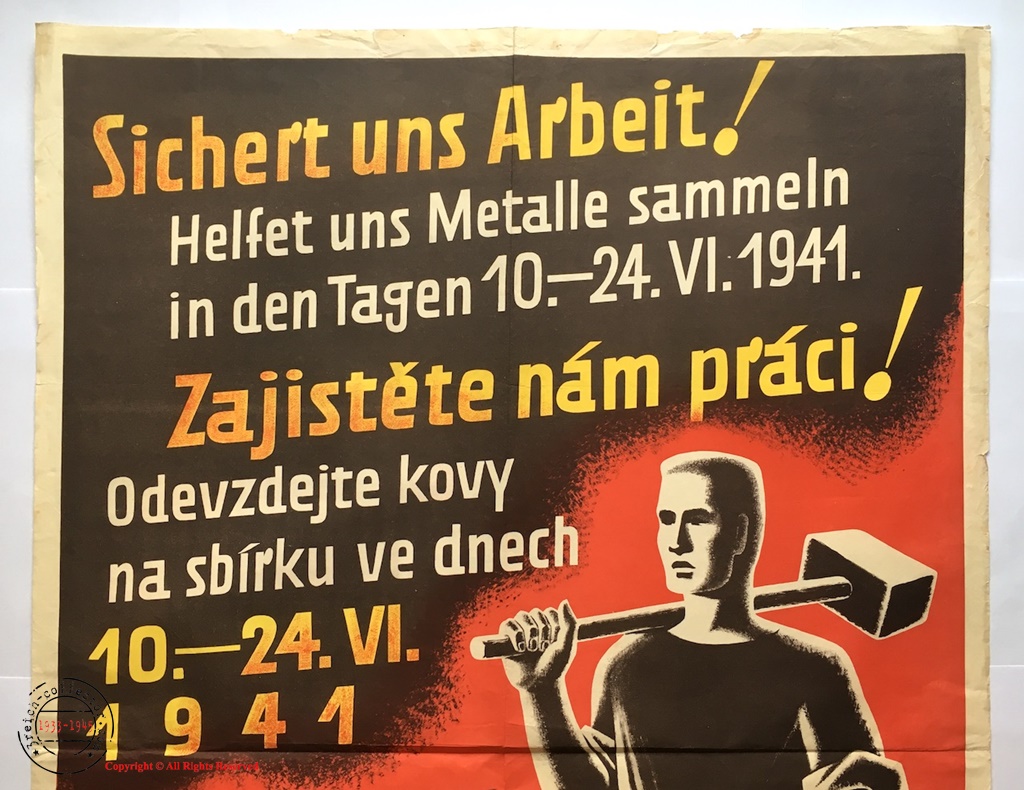 Sichert uns Arbeit!
Helfet uns Metalle sammeln
in den Tagen 10.—24. VI. 1941.
Zajistěte nám práci!
Odevzdejte kovy
na sbírku ve dnech
10.—24. VI.
1941
1933-1945
Copyright © All Rights Reserved